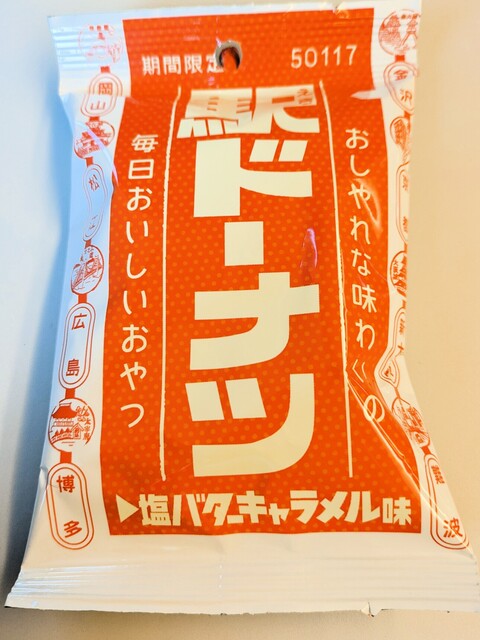 期間限定
50117
駅ドーナツ
おしゃれな味わいの
毎日おいしいおやつ
▶塩バターキャラメル味
岡山
松江
広島
博多
金沢